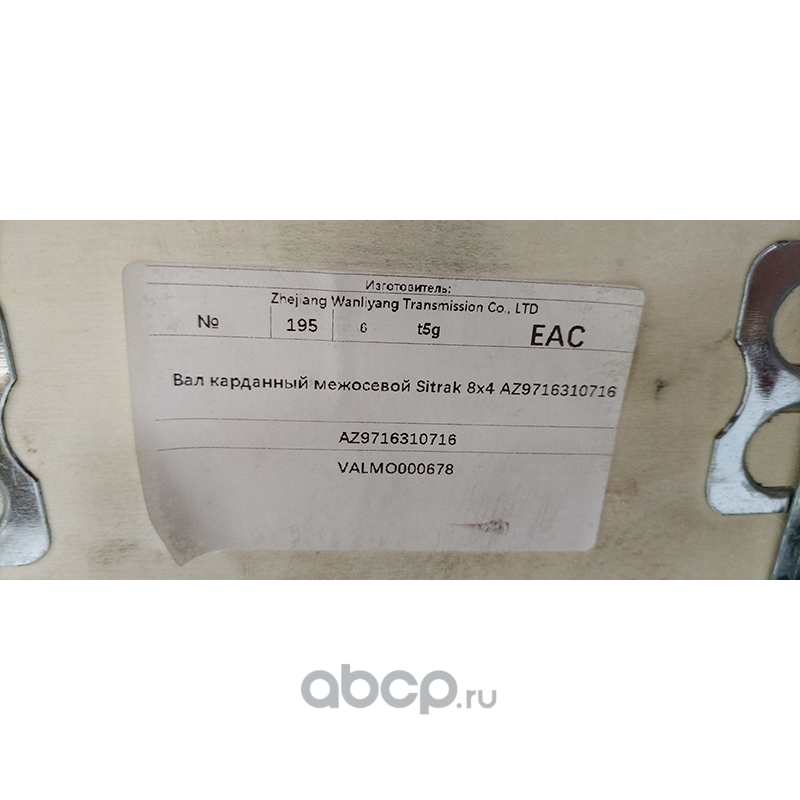 Изготовитель:
Zhejiang Wanliyang Transmission Co., LTD
№ 195 6 t5g EAC
Вал карданный межосевой Sitrak 8x4 AZ9716310716
AZ9716310716
VALMO000678
abcp.ru